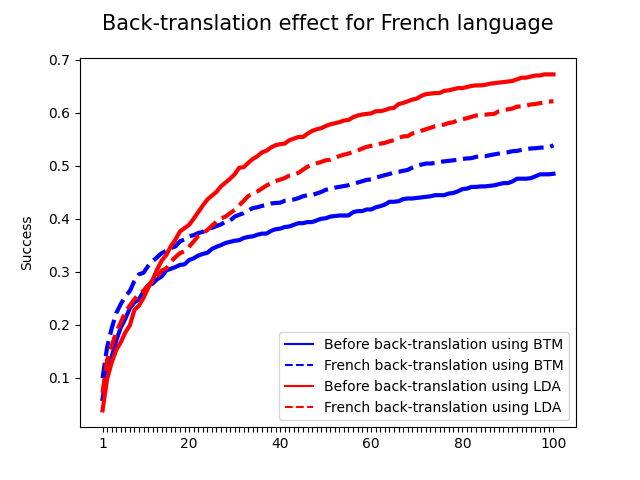 Back-translation effect for French language
0.7
0.6
0.5
0.4
0.3
0.2
0.1
Success
Before back-translation using BTM
French back-translation using BTM
Before back-translation using LDA
French back-translation using LDA
1 20 40 60 80 100